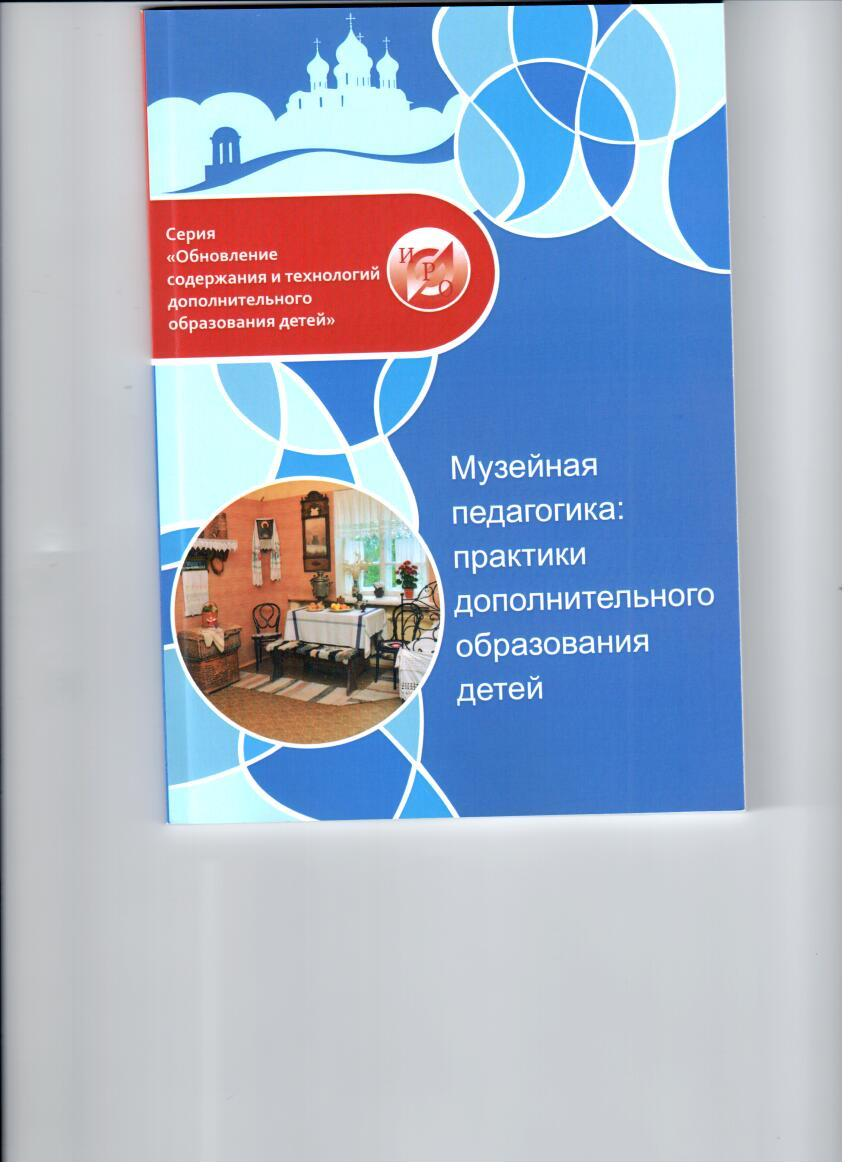 Серия
«Обновление
содержания и технологий
дополнительного
образования детей»
И
Р
О
Музейная
педагогика:
практики
дополнительного
образования
детей